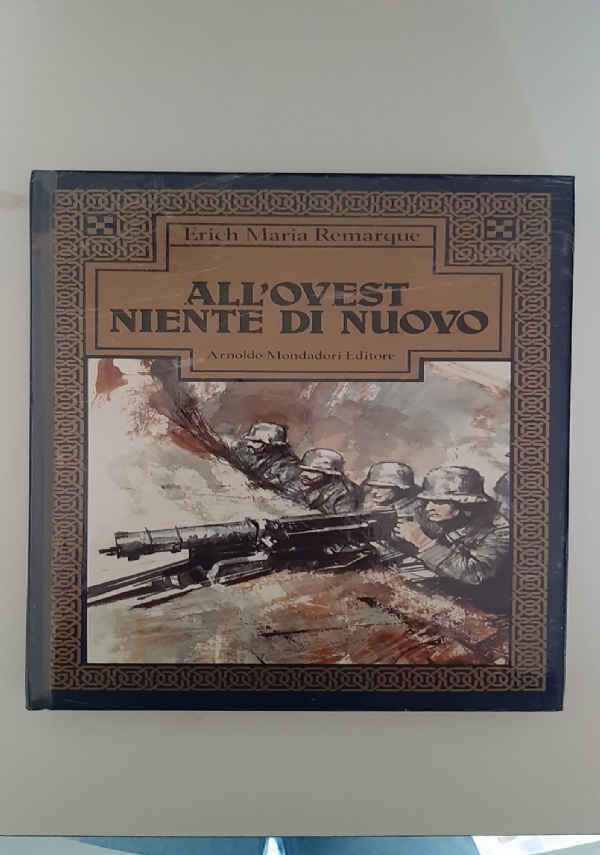 Erich Maria Remarque
ALL'OVEST
NIENTE DI NUOVO
Arnoldo Mondadori Editore